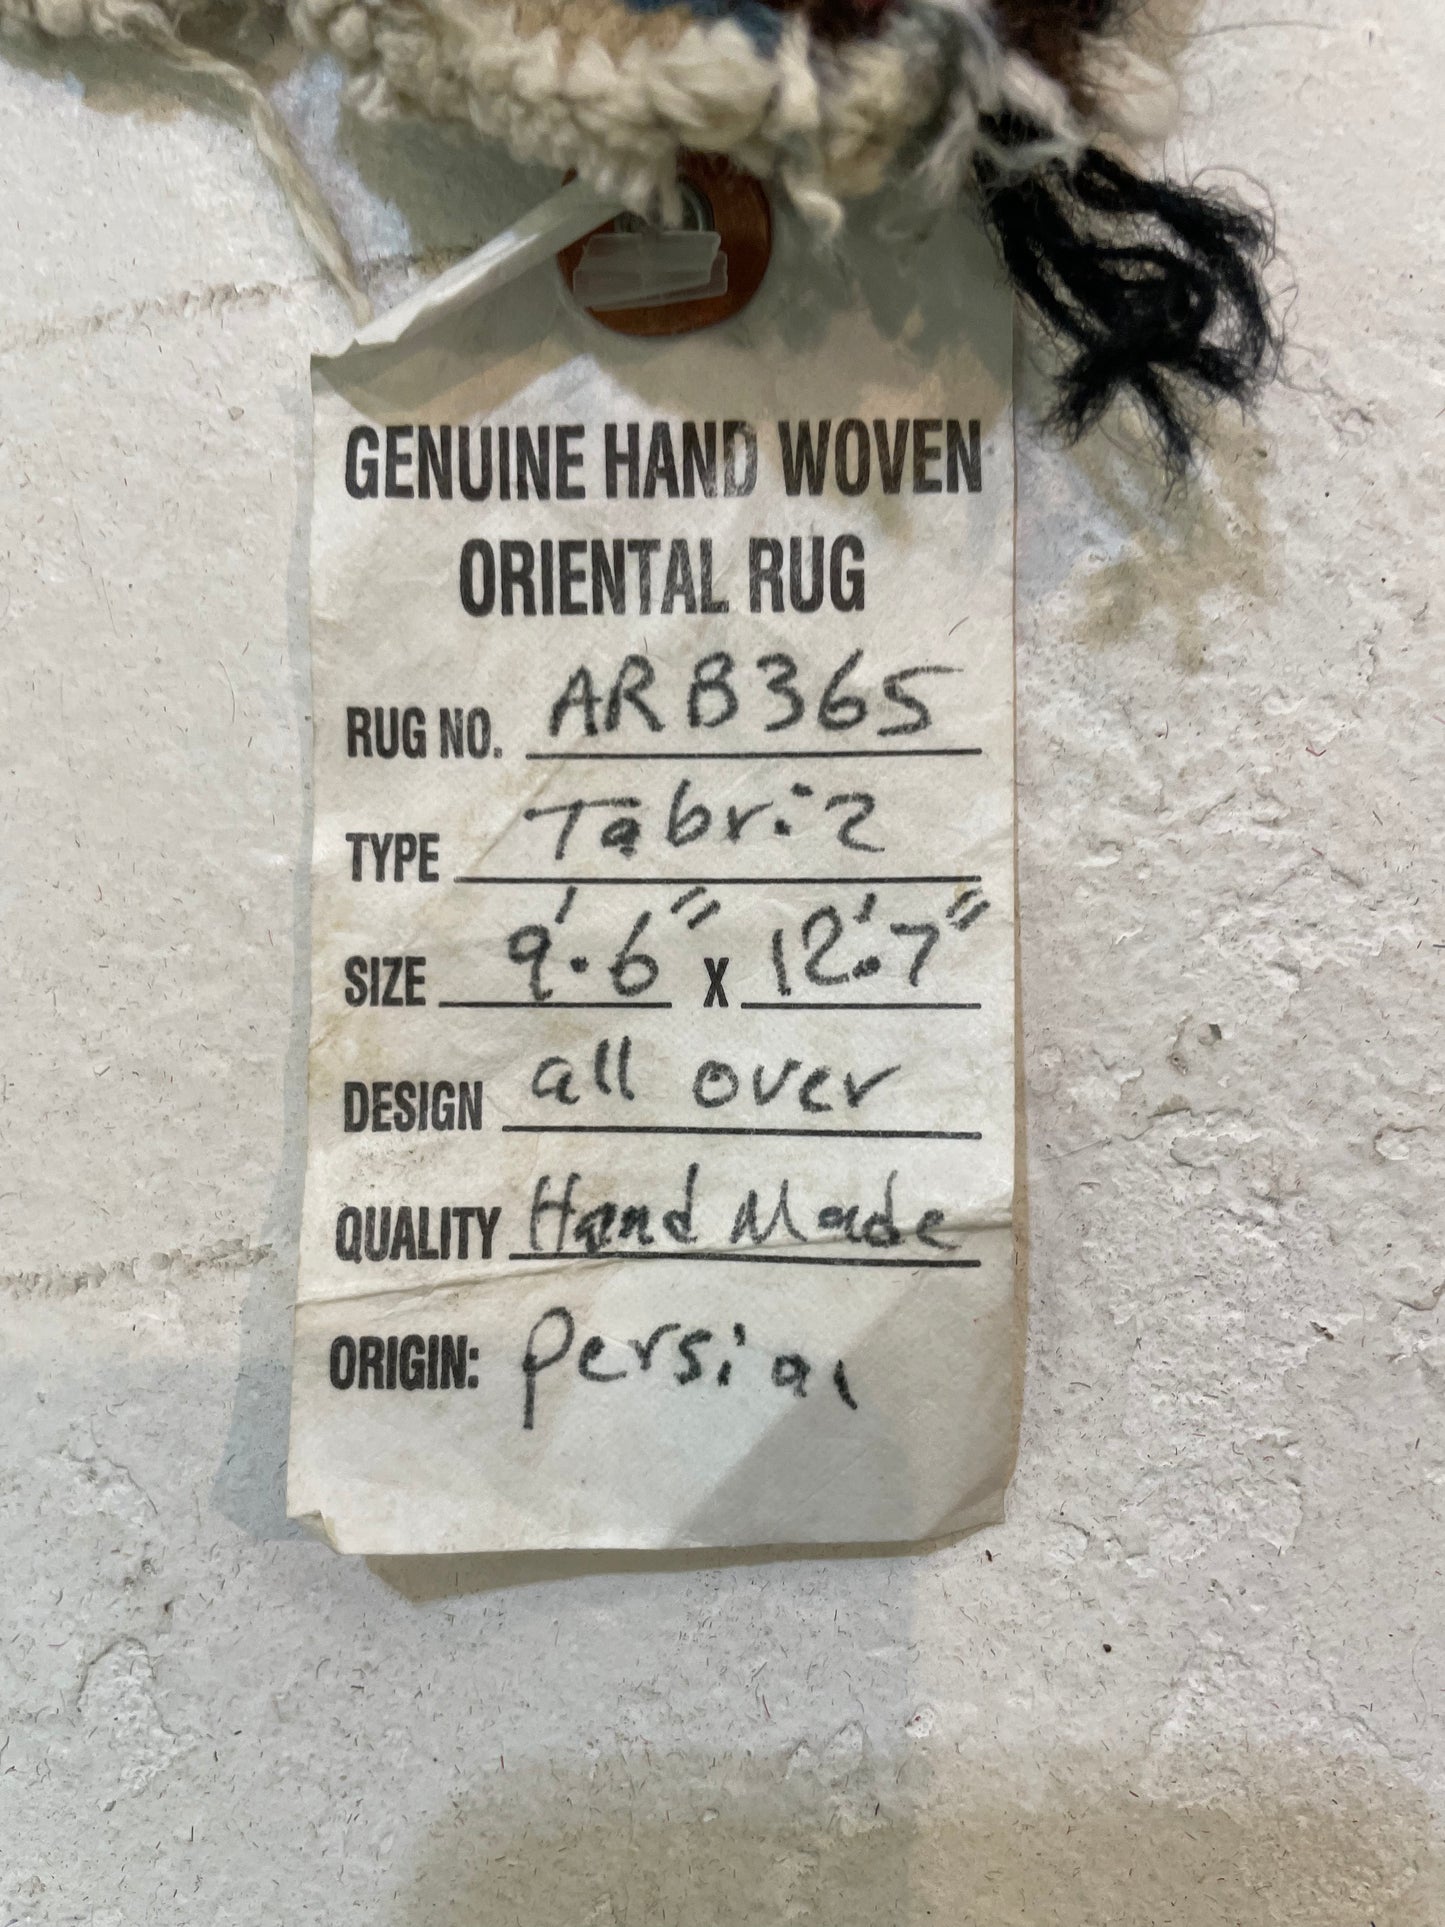 GENUINE HAND WOVEN
ORIENTAL RUG
RUG NO. ARB365
TYPE Tabriz
SIZE 9'.6" x 12'.7"
DESIGN all over
QUALITY Hand Made
ORIGIN: Persian